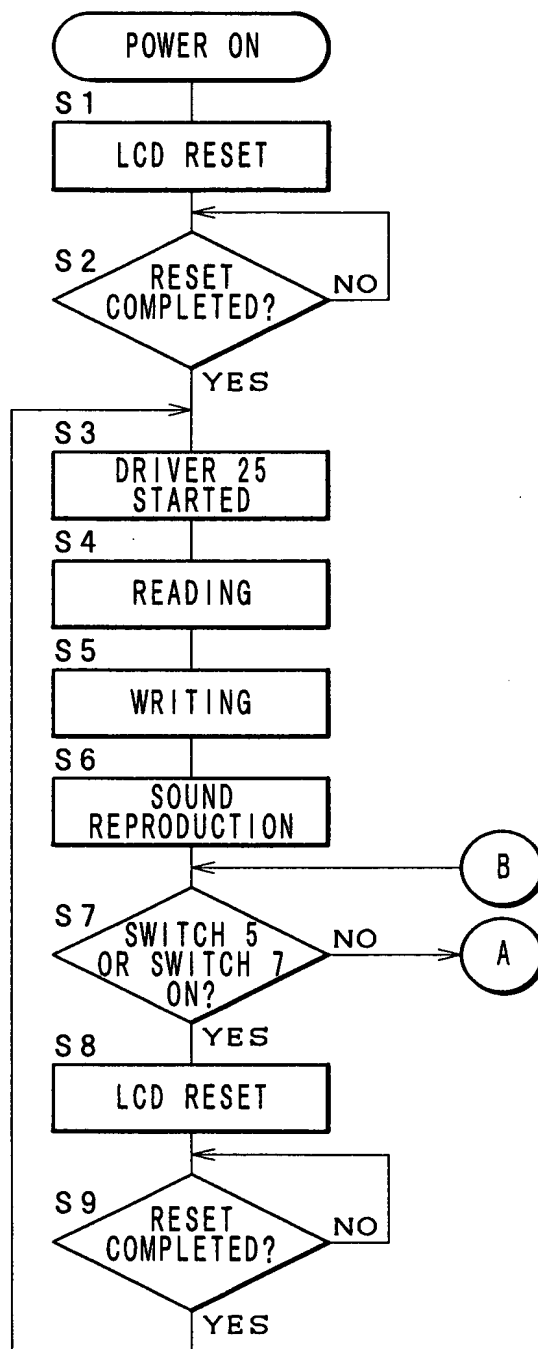 POWER ON
S1
LCD RESET
S2
RESET
COMPLETED?
NO
YES
S3
DRIVER 25
STARTED
S4
READING
S5
WRITING
S6
SOUND
REPRODUCTION
B
S7
SWITCH 5
OR SWITCH 7
ON?
NO
A
YES
S8
LCD RESET
S9
RESET
COMPLETED?
NO
YES